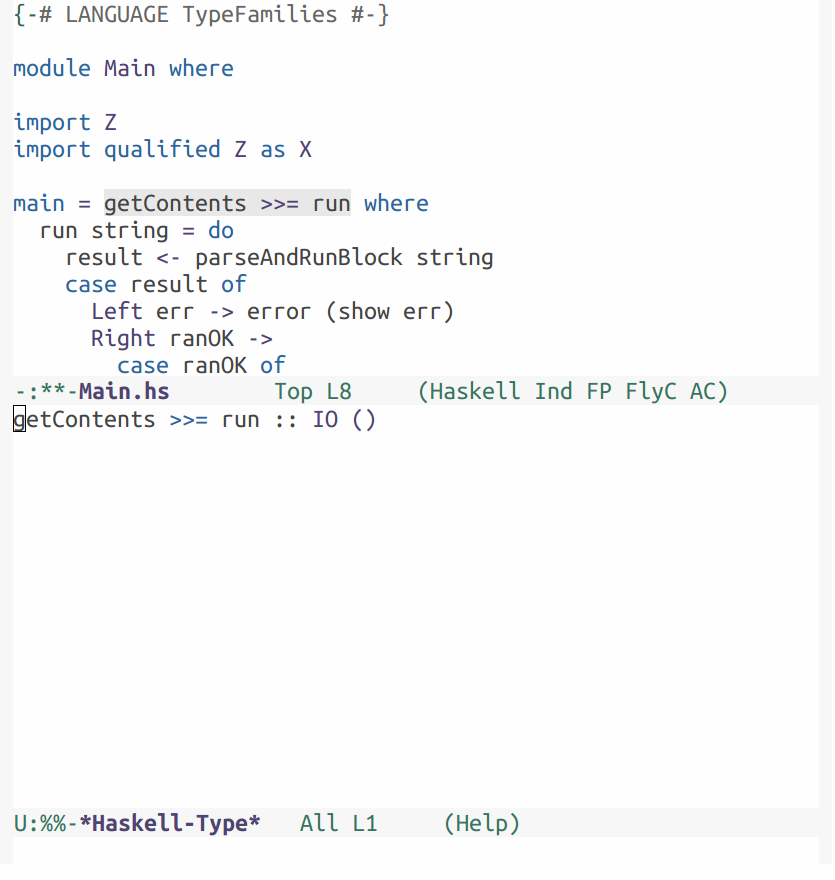 {-# LANGUAGE TypeFamilies #-}
module Main where
import Z
import qualified Z as X
main = getContents >>= run where
  run string = do
    result <- parseAndRunBlock string
    case result of
      Left err -> error (show err)
      Right ranOK ->
        case ranOK of
-:**-Main.hs        Top L8     (Haskell Ind FP FlyC AC)
getContents >>= run :: IO ()
U:%%-*Haskell-Type*   All L1     (Help)